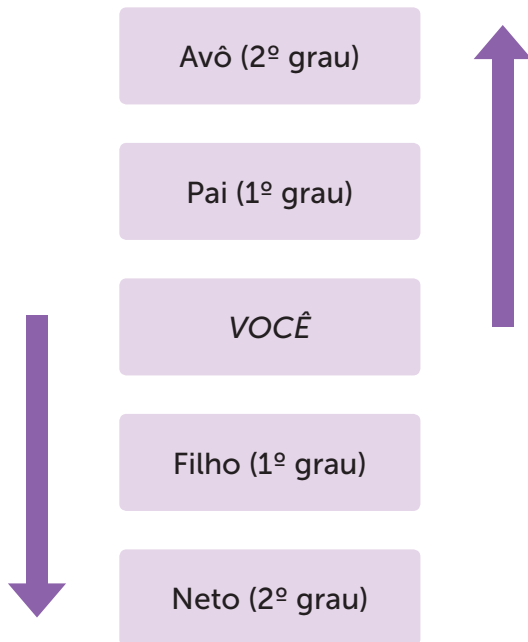 Avô (2º grau)
Pai (1º grau)
VOCÊ
Filho (1º grau)
Neto (2º grau)